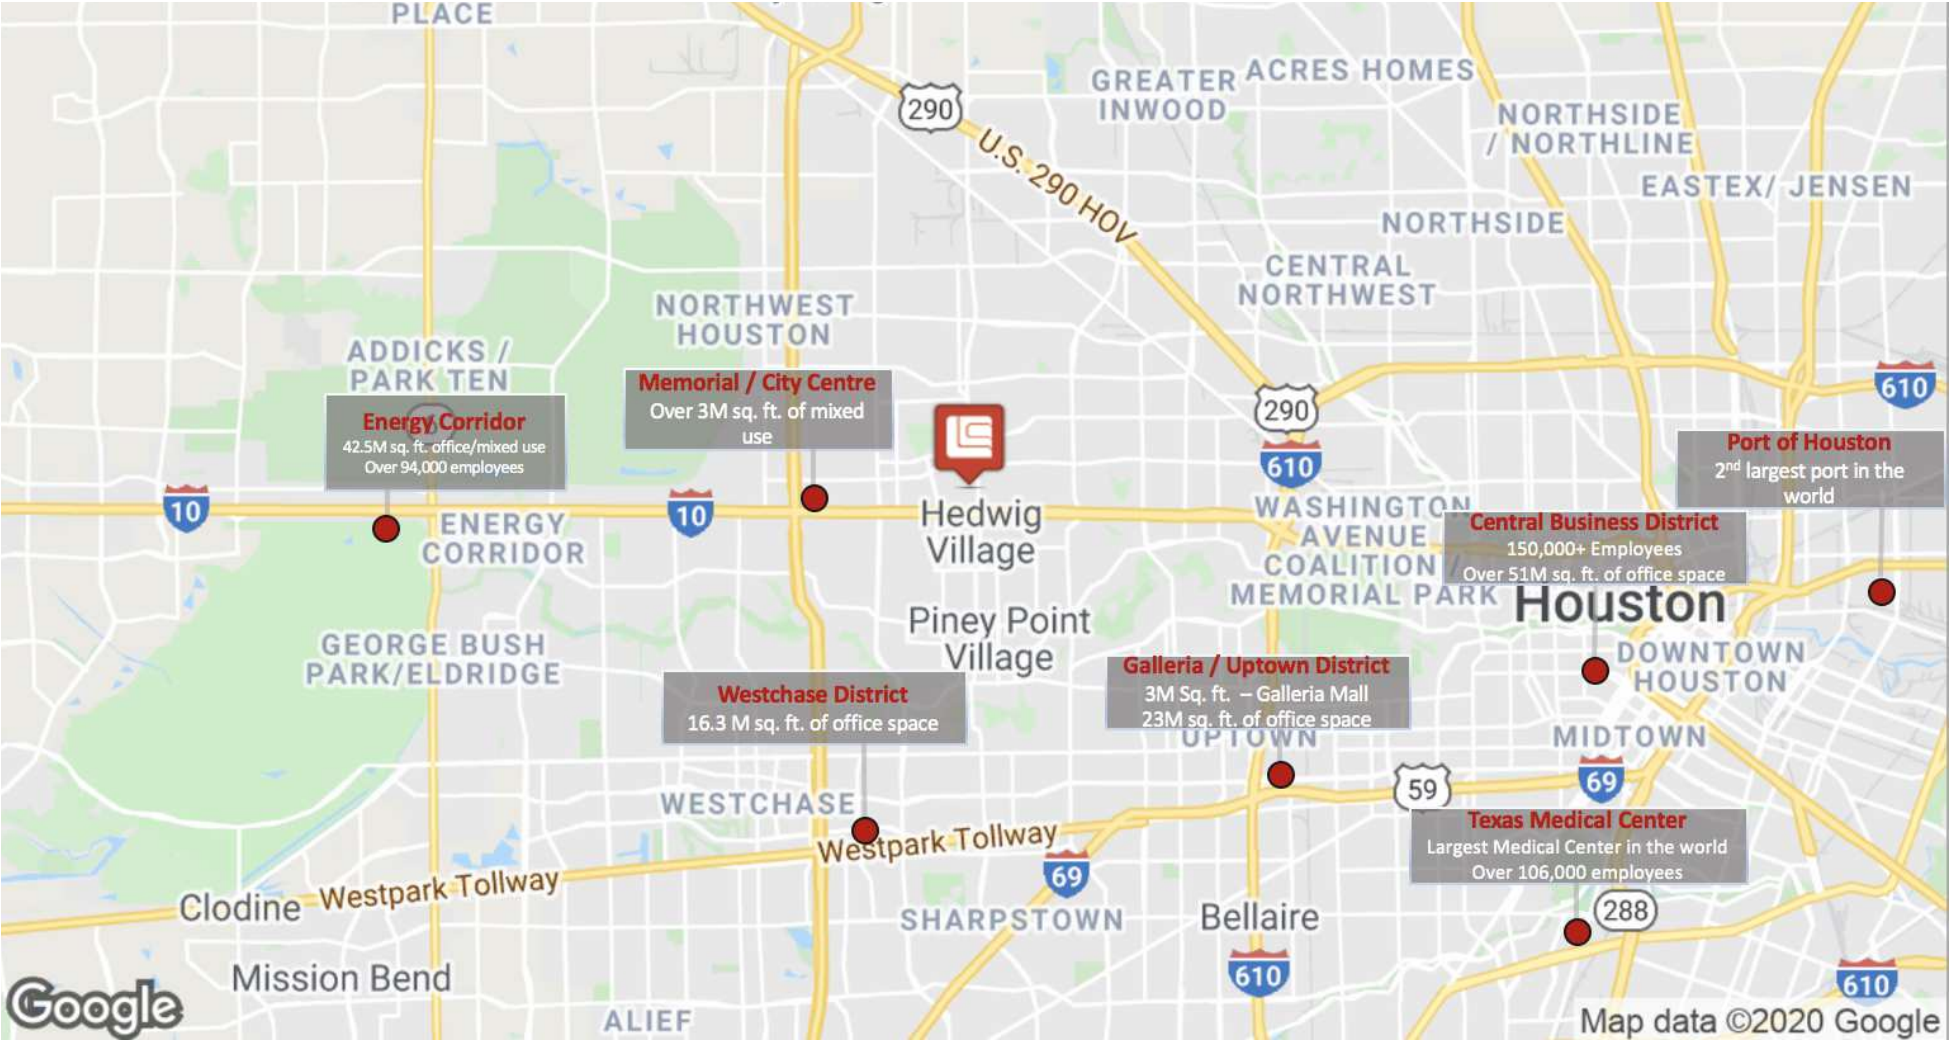 PLACE
290
U.S. 290 HOV
GREATER
INWOOD
ACRES HOMES
NORTHSIDE
/ NORTHLINE
EASTEX/ JENSEN
NORTHSIDE
CENTRAL
NORTHWEST
NORTHWEST
HOUSTON
ADDICKS /
PARK TEN
Energy Corridor
42.5M sq. ft. office/mixed use
Over 94,000 employees
Memorial / City Centre
Over 3M sq. ft. of mixed
use
290
610
610
Port of Houston
2nd largest port in the
world
10
10
ENERGY
CORRIDOR
Hedwig
Village
WASHINGTON
AVENUE
COALITION /
MEMORIAL PARK
Central Business District
150,000+ Employees
Over 51M sq. ft. of office space
Houston
Piney Point
Village
GEORGE BUSH
PARK/ELDRIDGE
DOWNTOWN
HOUSTON
Westchase District
16.3 M sq. ft. of office space
Galleria / Uptown District
3M Sq. ft. – Galleria Mall
23M sq. ft. of office space
UPTOWN
MIDTOWN
WESTCHASE
59
69
Westpark Tollway
Texas Medical Center
Largest Medical Center in the world
Over 106,000 employees
69
Westpark Tollway
Clodine
SHARPSTOWN
Bellaire
288
Mission Bend
610
610
ALIEF
Google
Map data ©2020 Google